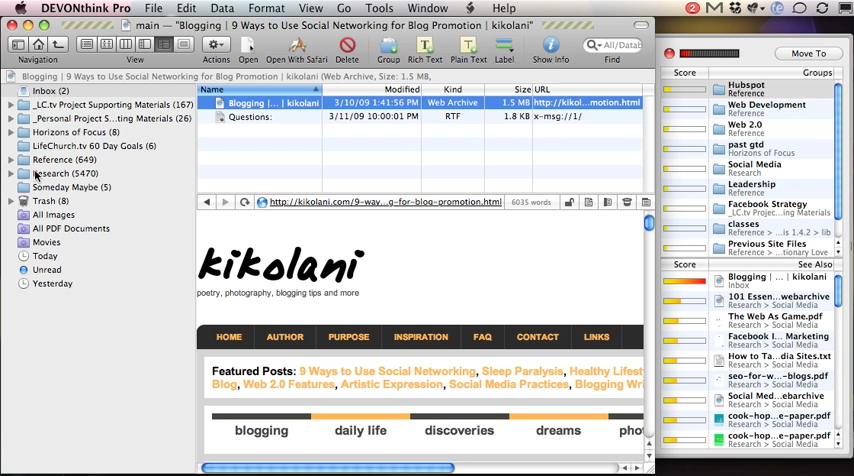 DEVONthink Pro File Edit Data Format Go Tools Window Help 2 4
main — "Blogging | 9 Ways to Use Social Networking for Blog Promotion | kikolani"
Navigation View Actions Open Open With Safari Delete Group Rich Text Plain Text Label Show Info Find
All/Datab
Blogging | 9 Ways to Use Social Networking for Blog Promotion | kikolani (Web Archive, Size: 1.5 MB,
Inbox (2)
_LC.tv Project Supporting Materials (167)
_Personal Project S...ting Materials (26)
Horizons of Focus (8)
LifeChurch.tv 60 Day Goals (6)
Reference (649)
Research (5470)
Someday Maybe (5)
Trash (8)
All Images
All PDF Documents
Movies
Today
Unread
Yesterday
Name Modified Kind Size URL
Blogging |... | kikolani 3/10/09 1:41:56 PM Web Archive 1.5 MB http://kikol...motion.html
Questions: 3/11/09 10:00:01 PM RTF 1.8 KB x-msg://1/
http://kikolani.com/9-way...g-for-blog-promotion.html 6035 words
kikolani
poetry, photography, blogging tips and more
HOME AUTHOR PURPOSE INSPIRATION FAQ CONTACT LINKS
Featured Posts: 9 Ways to Use Social Networking, Sleep Paralysis, Healthy Lifest
Blog, Web 2.0 Features, Artistic Expression, Social Media Practices, Blogging Wri
blogging daily life discoveries dreams phot
Move To
Score Groups
Hubspot
Reference
Web Development
Reference
Web 2.0
Reference
past gtd
Horizons of Focus
Social Media
Reference
Leadership
Reference
Facebook Strategy
_LC.tv Projec...ing Materials
classes
Reference > ...is 1.4.2 > lib
Previous Site Files
Reference > ...tionary Love
Score See Also
Blogging | ... | kikolani
Inbox
101 Essen...webarchive
Research > Social Media
The Web As Game.pdf
Research > Social Media
Facebook I... Marketing
Research > Social Media
How to Ta...dia Sites.txt
Research > Social Media
seo-for-w...-blogs.pdf
Research > Social Media
Social Med...ebarchive
Research > Social Media
cook-hop...e-paper.pdf
Research > Social Media
cook-hop...e-paper.pdf
Research > Social Media